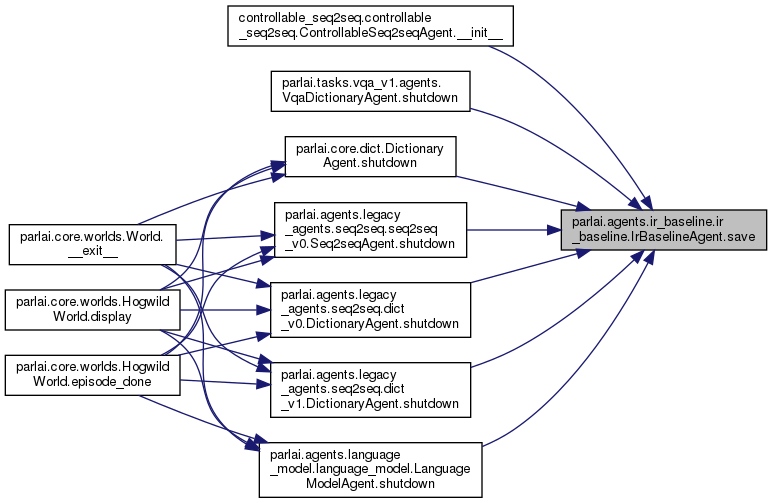 controllable_seq2seq.controllable
_seq2seq.ControllableSeq2seqAgent.__init__
parlai.tasks.vqa_v1.agents.
VqaDictionaryAgent.shutdown
parlai.core.dict.Dictionary
Agent.shutdown
parlai.agents.legacy
_agents.seq2seq.seq2seq
_v0.Seq2seqAgent.shutdown
parlai.agents.ir_baseline.ir
_baseline.IrBaselineAgent.save
parlai.core.worlds.World.
__exit__
parlai.core.worlds.Hogwild
World.display
parlai.agents.legacy
_agents.seq2seq.dict
_v0.DictionaryAgent.shutdown
parlai.core.worlds.Hogwild
World.episode_done
parlai.agents.legacy
_agents.seq2seq.dict
_v1.DictionaryAgent.shutdown
parlai.agents.language
_model.language_model.Language
ModelAgent.shutdown